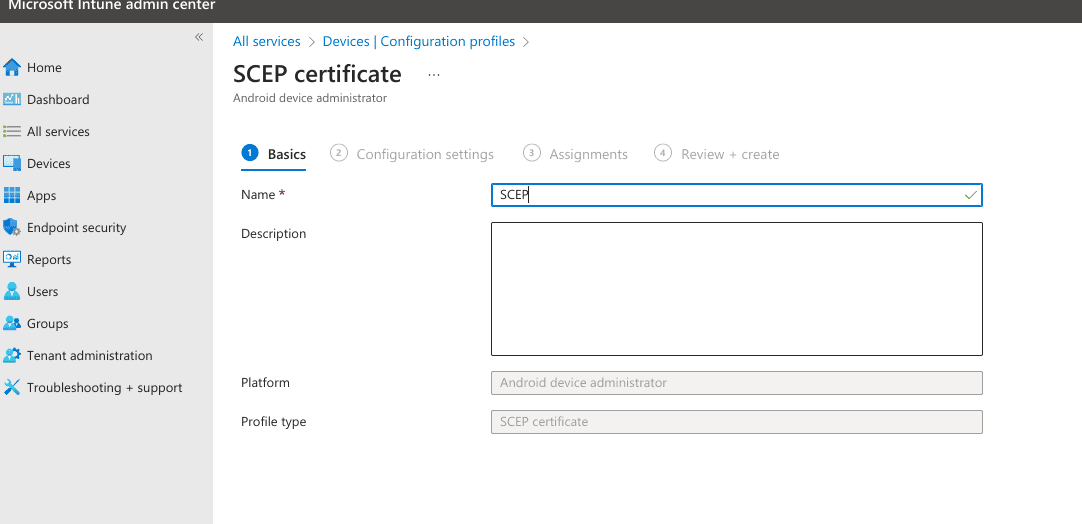 Microsoft Intune admin center
«
Home
Dashboard
All services
Devices
Apps
Endpoint security
Reports
Users
Groups
Tenant administration
Troubleshooting + support
All services > Devices | Configuration profiles >
SCEP certificate ...
Android device administrator
1 Basics 2 Configuration settings 3 Assignments 4 Review + create
Name * SCEP
Description
Platform Android device administrator
Profile type SCEP certificate